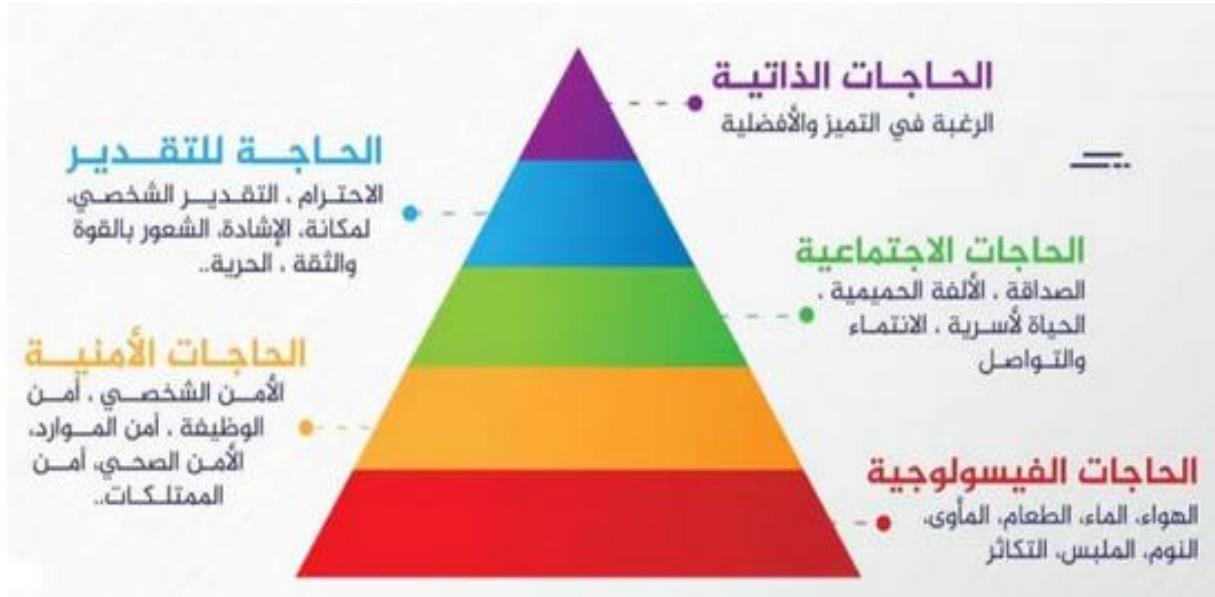 الحاجات الذاتية
الرغبة في التميز والأفضلية
الحاجة للتقدير
الاحترام ، التقدير الشخصي،
لمكانة، الإشادة، الشعور بالقوة
والثقة ، الحرية..
الحاجات الاجتماعية
الصداقة ، الألفة الحميمية ،
الحياة لأسرية ، الانتماء
والتواصل
الحاجات الأمنية
الأمن الشخصي ، أمن
الوظيفة ، أمن الموارد،
الأمن الصحي، أمن
الممتلكات..
الحاجات الفيسولوجية
الهواء، الماء، الطعام، المأوى،
النوم، الملبس، التكاثر